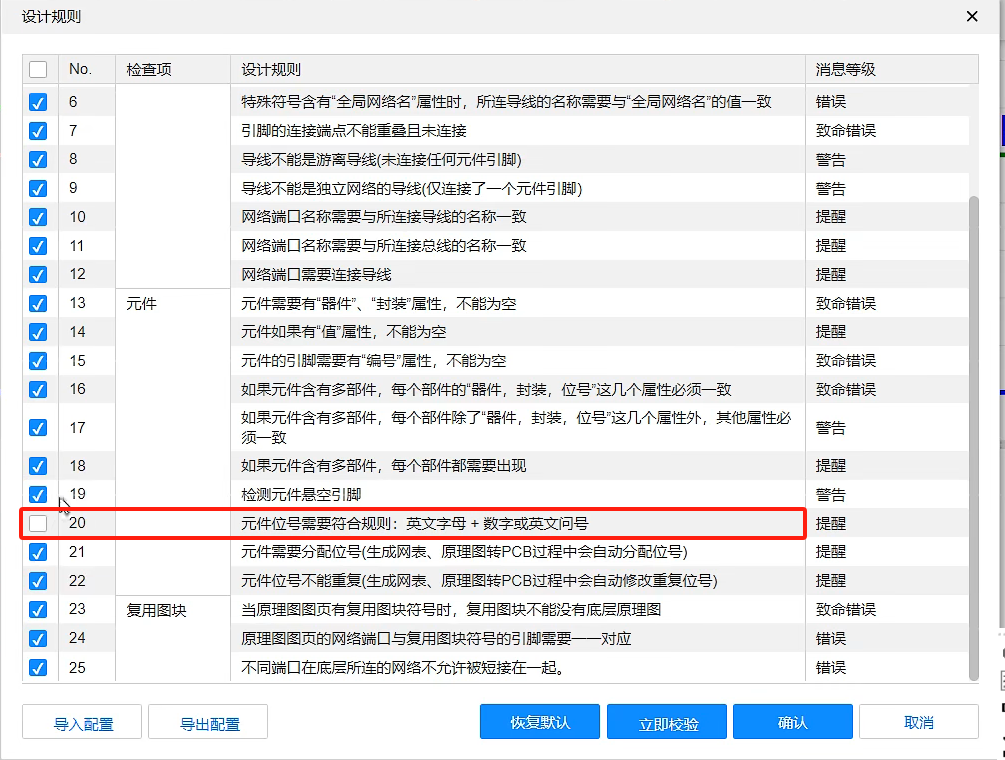 设计规则
No. 检查项 设计规则 消息等级
6 特殊符号含有“全局网络名”属性时，所连导线的名称需要与“全局网络名”的值一致 错误
7 引脚的连接端点不能重叠且未连接 致命错误
8 导线不能是游离导线(未连接任何元件引脚) 警告
9 导线不能是独立网络的导线(仅连接了一个元件引脚) 警告
10 网络端口名称需要与所连接导线的名称一致 提醒
11 网络端口名称需要与所连接总线的名称一致 提醒
12 网络端口需要连接导线 提醒
13 元件 元件需要有“器件”、“封装”属性，不能为空 致命错误
14 元件如果有“值”属性，不能为空 提醒
15 元件的引脚需要有“编号”属性，不能为空 致命错误
16 如果元件含有多部件，每个部件的“器件，封装，位号”这几个属性必须一致 致命错误
17 如果元件含有多部件，每个部件除了“器件，封装，位号”这几个属性外，其他属性必 警告
须一致
18 如果元件含有多部件，每个部件都需要出现 提醒
19 检测元件悬空引脚 警告
20 元件位号需要符合规则：英文字母 + 数字或英文问号 提醒
21 元件需要分配位号(生成网表、原理图转PCB过程中会自动分配位号) 提醒
22 元件位号不能重复(生成网表、原理图转PCB过程中会自动修改重复位号) 提醒
23 复用图块 当原理图图页有复用图块符号时，复用图块不能没有底层原理图 致命错误
24 原理图图页的网络端口与复用图块符号的引脚需要一一对应 错误
25 不同端口在底层所连的网络不允许被短接在一起。 错误
导入配置 导出配置 恢复默认 立即校验 确认 取消